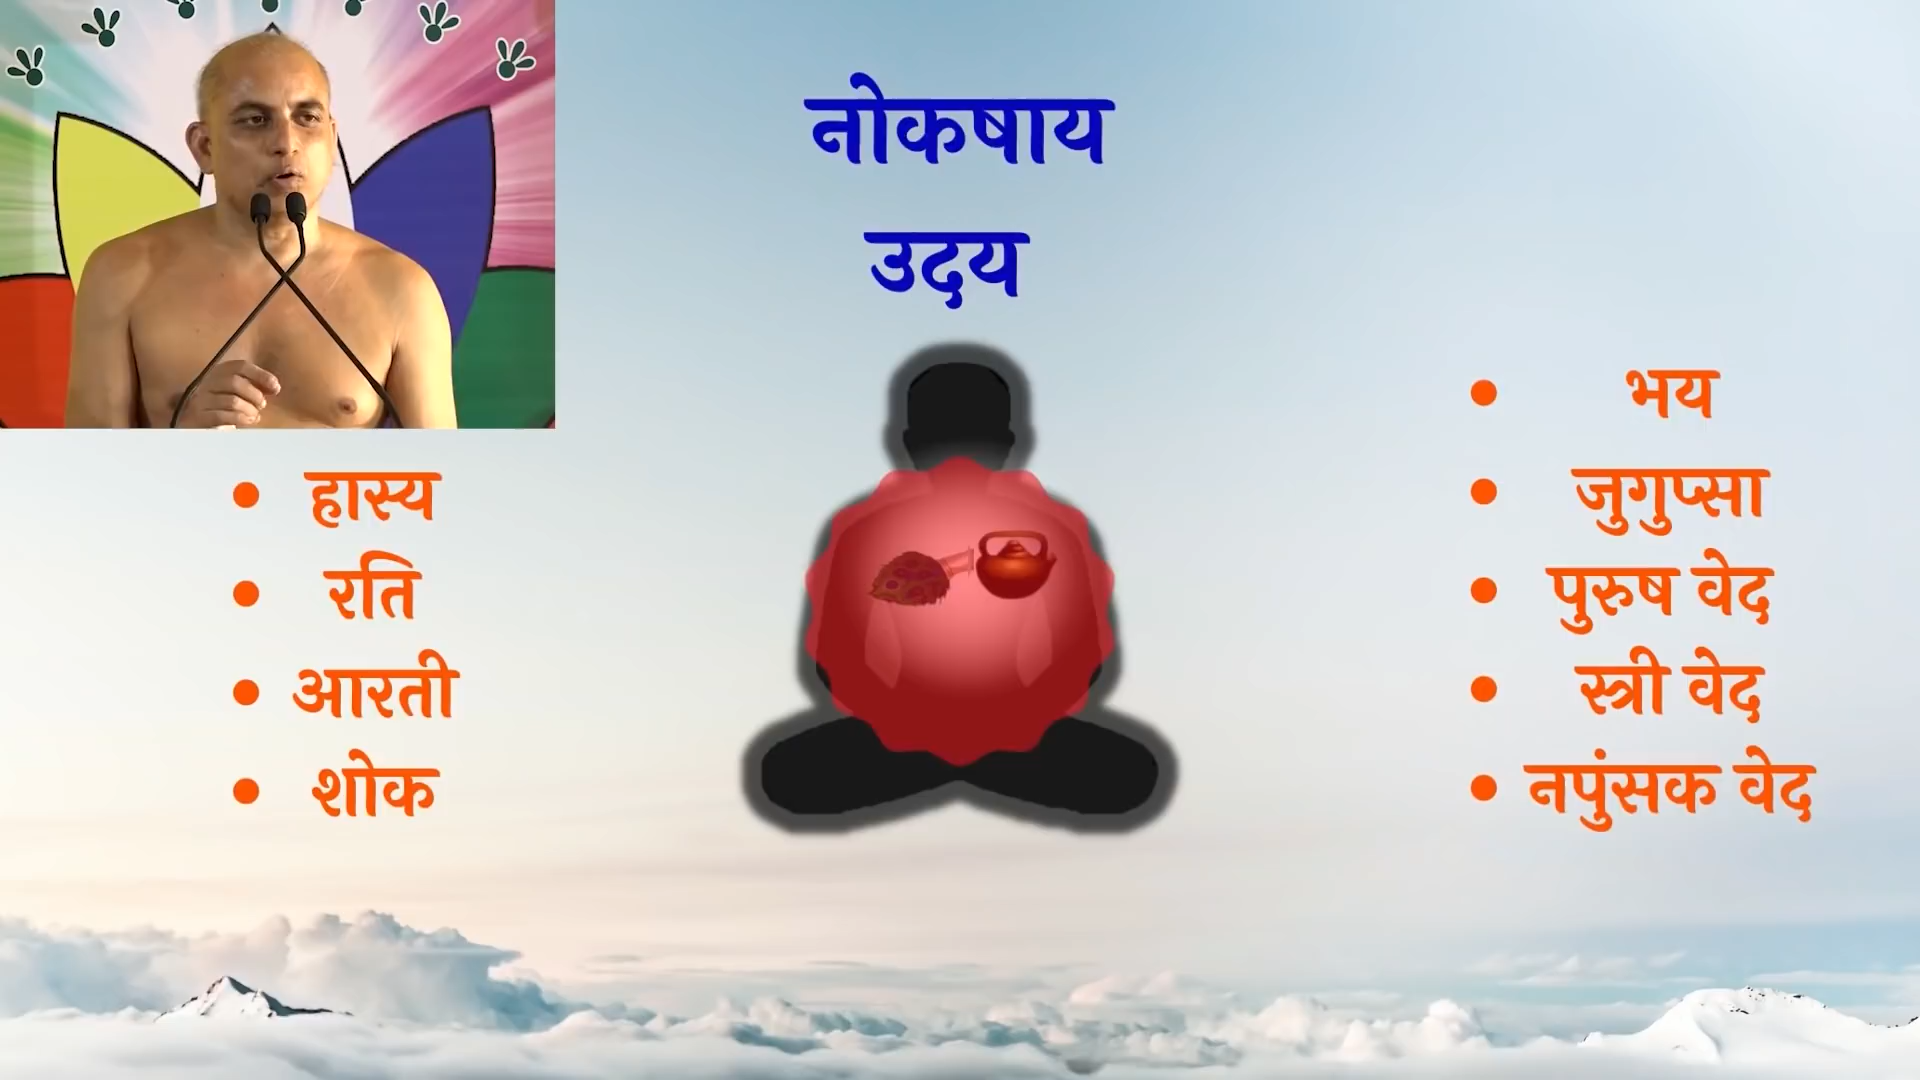 नोकषाय
उदय
• हास्य
• रति
• आरती
• शोक
• भय
• जुगुप्सा
• पुरुष वेद
• स्त्री वेद
• नपुंसक वेद